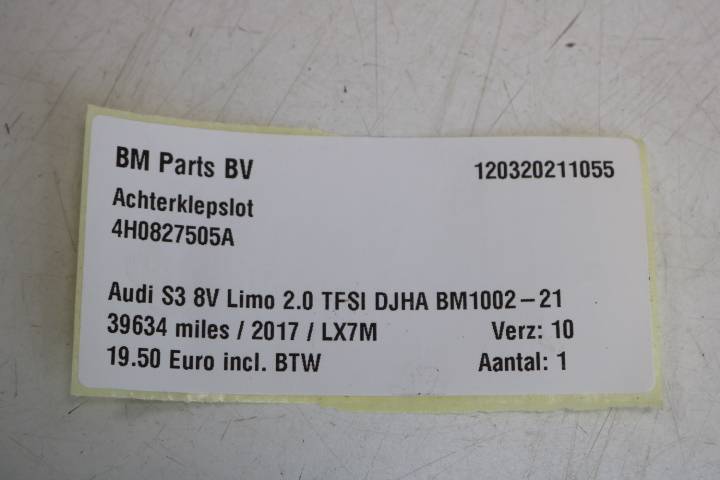 BM Parts BV 120320211055
Achterklepslot
4H0827505A
Audi S3 8V Limo 2.0 TFSI DJHA BM1002-21
39634 miles / 2017 / LX7M Verz: 10
19.50 Euro incl. BTW Aantal: 1